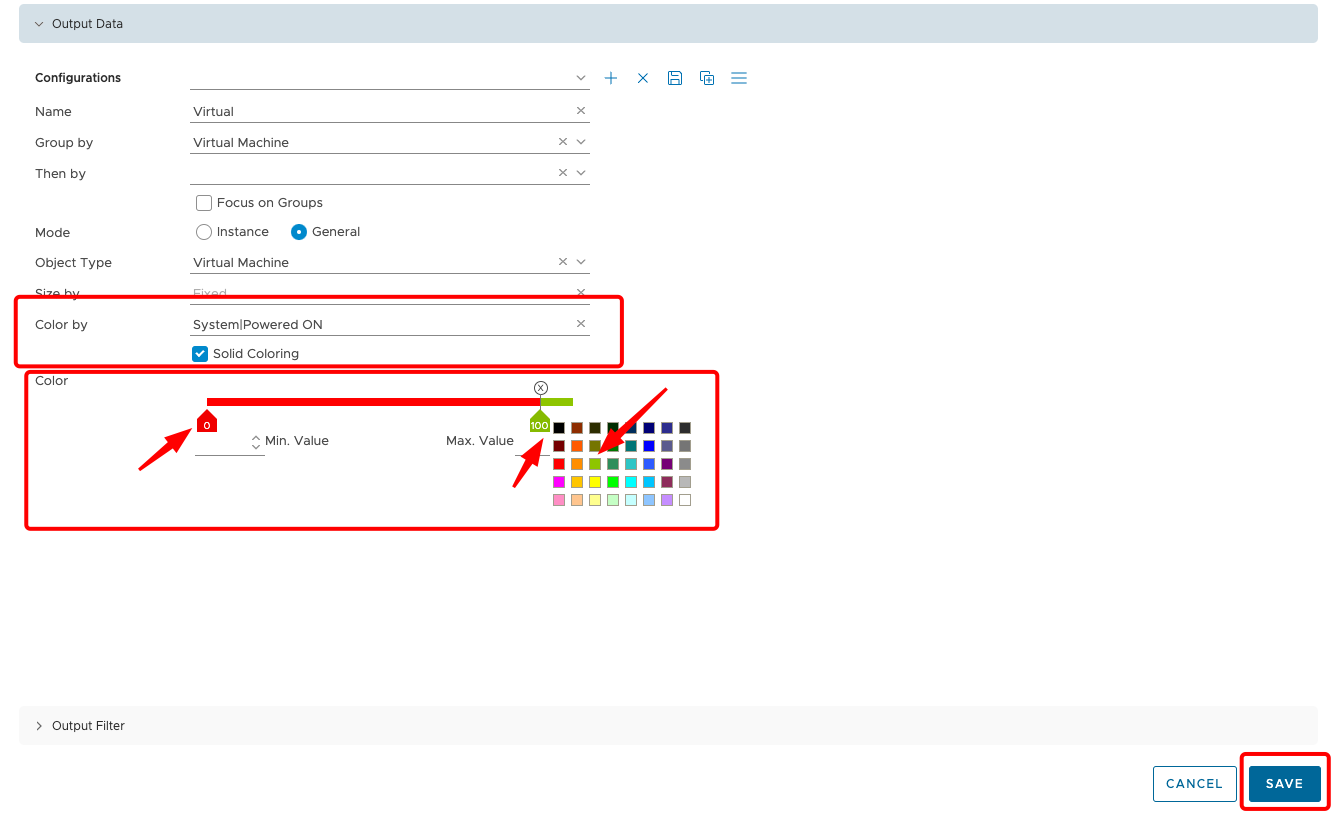 Output Data
Configurations
Name Virtual
Group by Virtual Machine
Then by
Focus on Groups
Mode Instance General
Object Type Virtual Machine
Size by Fixed
Color by System|Powered ON
Solid Coloring
Color
X
0 100
Min. Value Max. Value
Output Filter
CANCEL SAVE